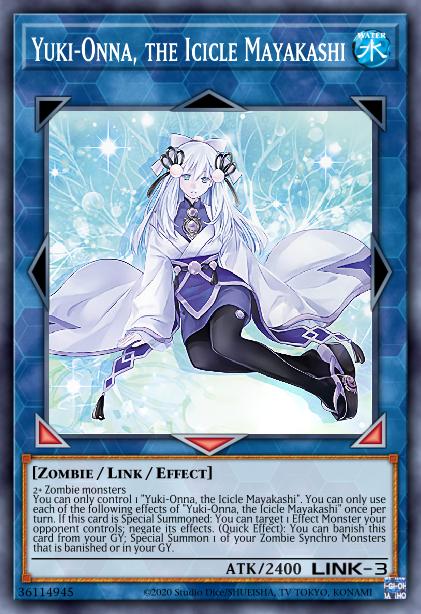 Yuki-Onna, the Icicle Mayakashi
WATER
水
[Zombie / Link / Effect]
2+ Zombie monsters
You can only control 1 "Yuki-Onna, the Icicle Mayakashi". You can only use
each of the following effects of "Yuki-Onna, the Icicle Mayakashi" once per
turn. If this card is Special Summoned: You can target 1 Effect Monster your
opponent controls; negate its effects. (Quick Effect): You can banish this
card from your GY; Special Summon 1 of your Zombie Synchro Monsters
that is banished or in your GY.
ATK/2400 LINK-3
36114945
©2020 Studio Dice/SHUEISHA, TV TOKYO, KONAMI